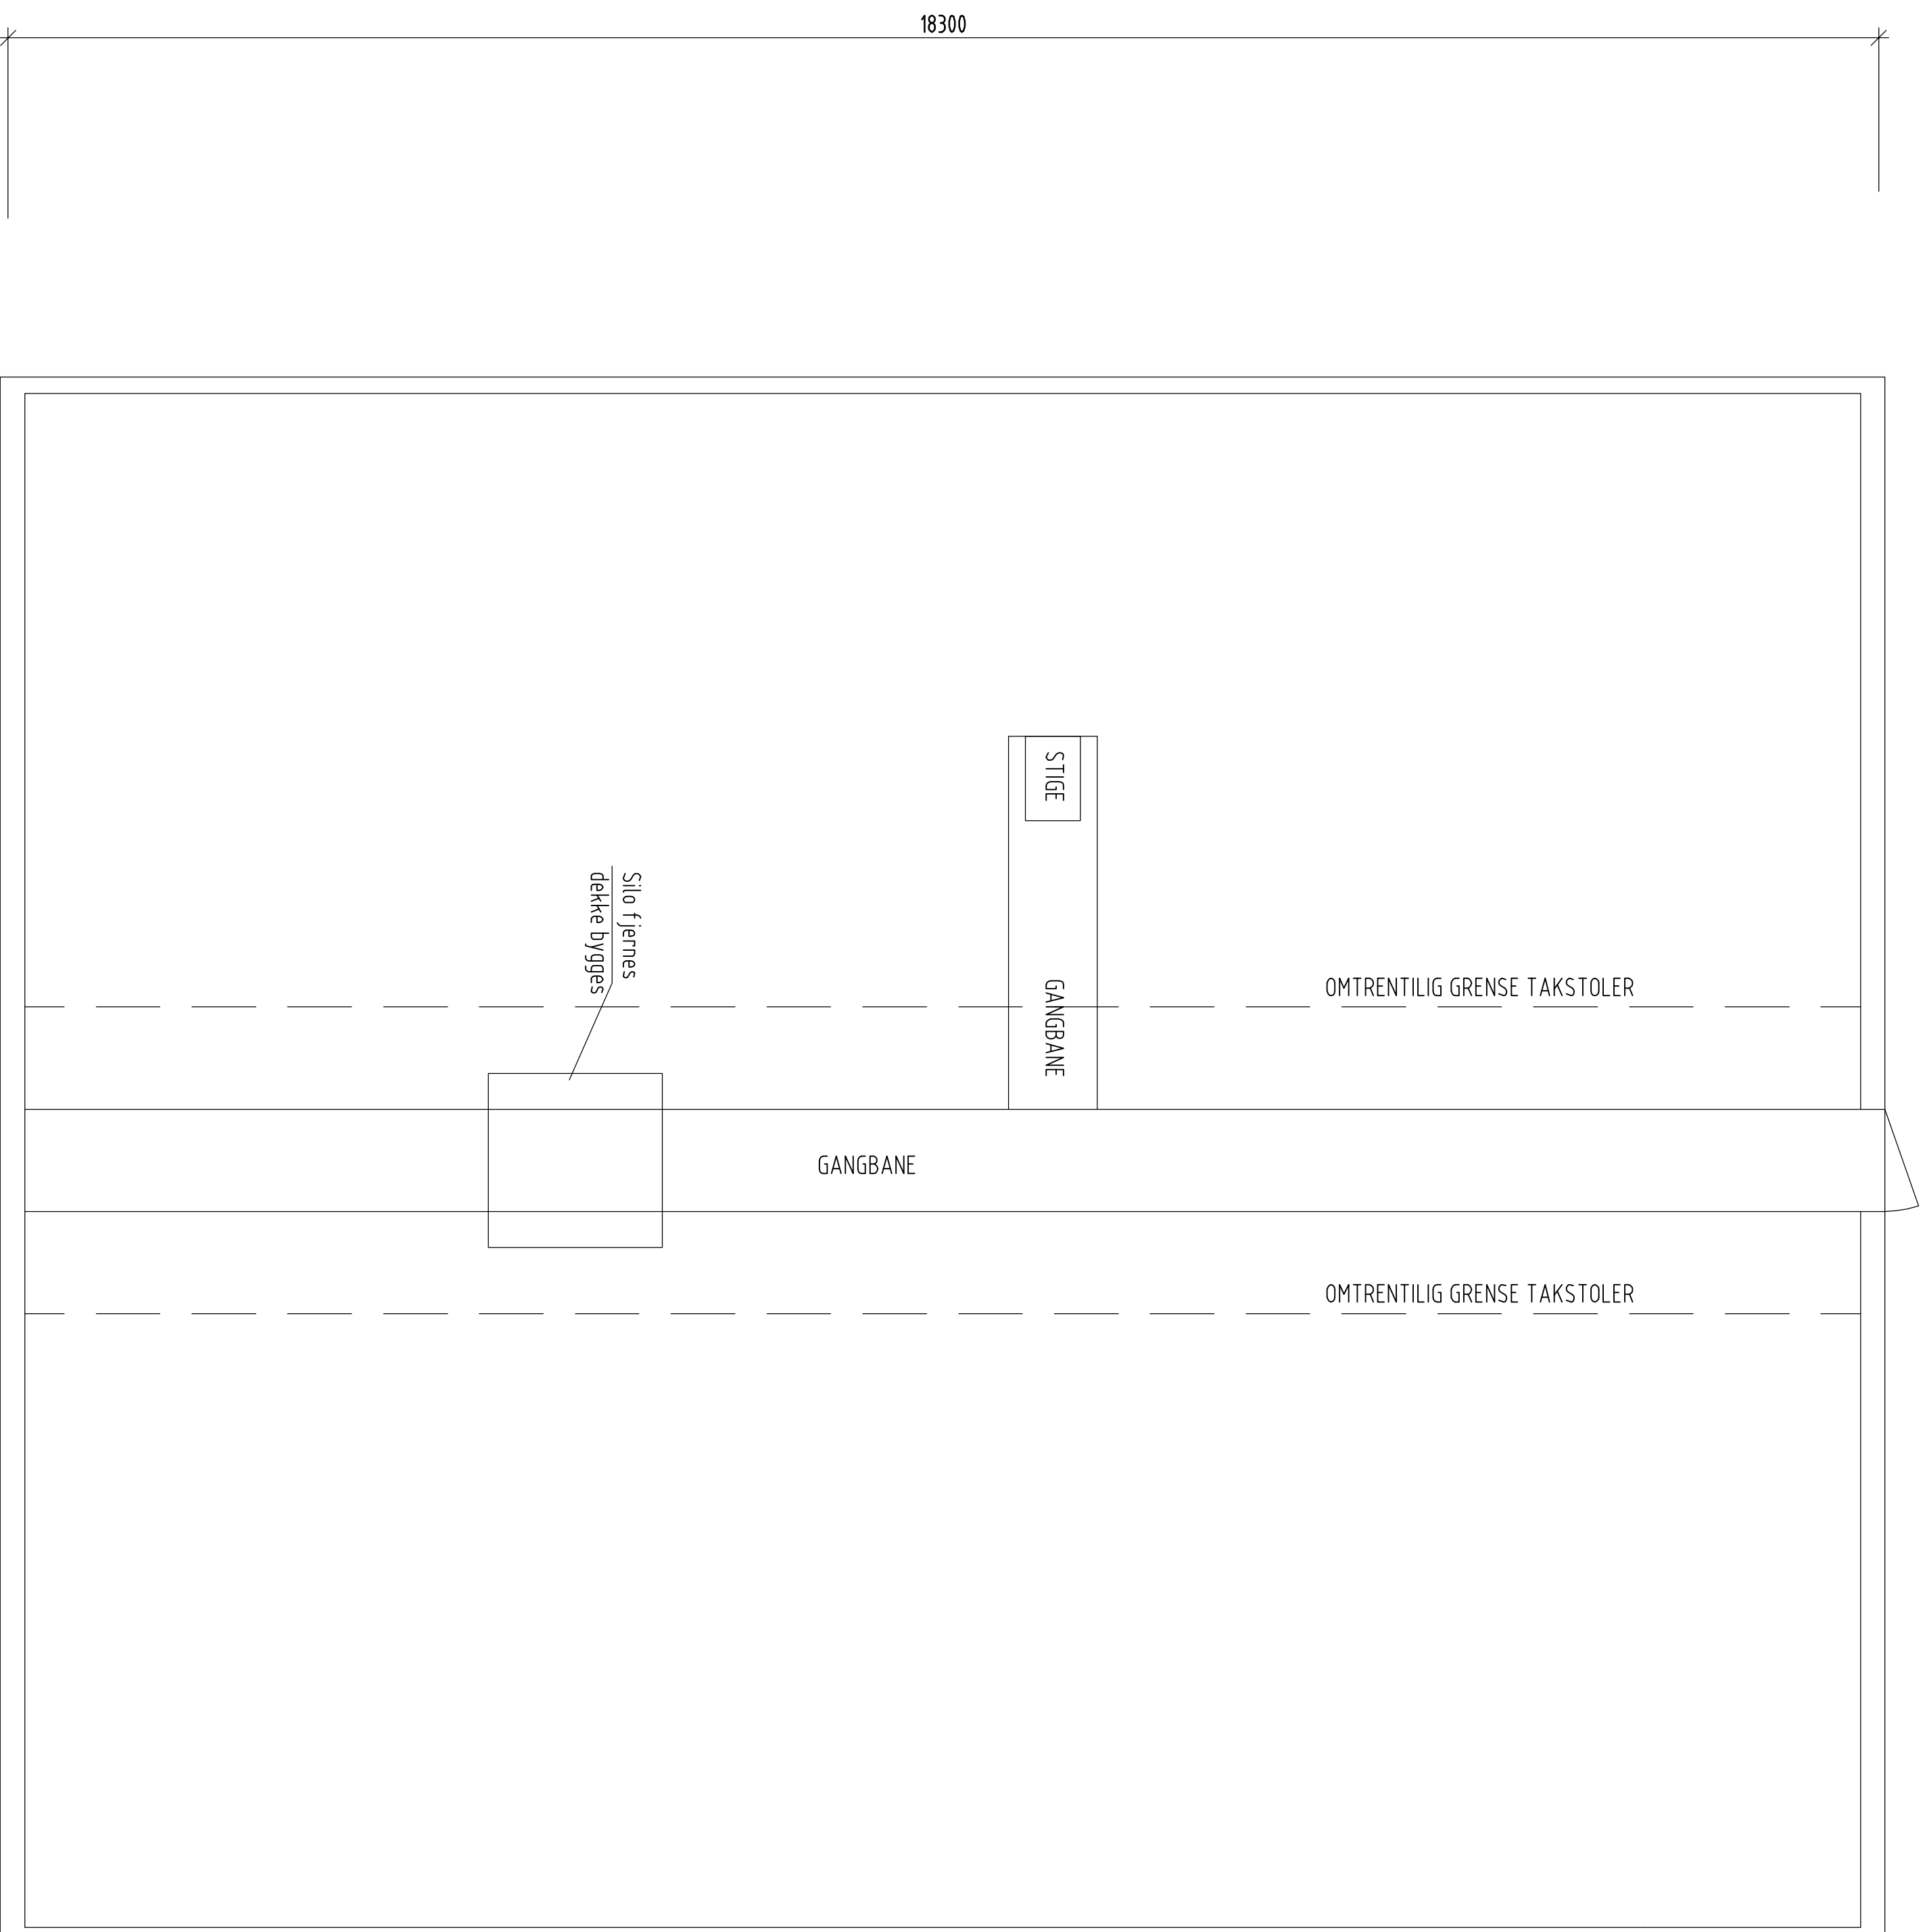 18300
STIGE
Silo fjernes
dekke bygges
GANGBANE
OMTRENTILIG GRENSE TAKSTOLER
GANGBANE
OMTRENTILIG GRENSE TAKSTOLER